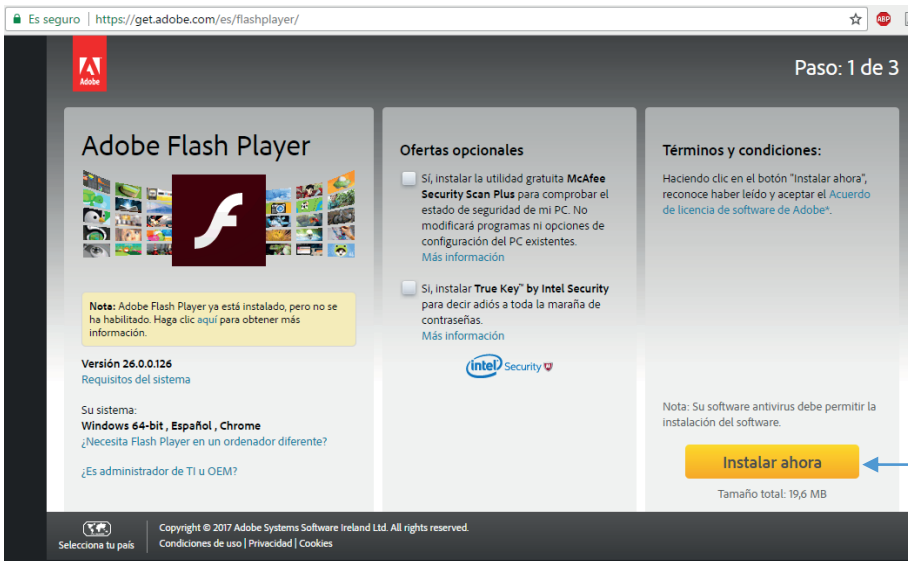 Es seguro | https://get.adobe.com/es/flashplayer/
ABP
Adobe
Paso: 1 de 3
Adobe Flash Player
Nota: Adobe Flash Player ya está instalado, pero no se
ha habilitado. Haga clic aquí para obtener más
información.
Versión 26.0.0.126
Requisitos del sistema
Su sistema:
Windows 64-bit , Español , Chrome
¿Necesita Flash Player en un ordenador diferente?
¿Es administrador de TI u OEM?
Ofertas opcionales
Sí, instalar la utilidad gratuita McAfee
Security Scan Plus para comprobar el
estado de seguridad de mi PC. No
modificará programas ni opciones de
configuración del PC existentes.
Más información
Si, instalar True Key™ by Intel Security
para decir adiós a toda la maraña de
contraseñas.
Más información
intel Security
Términos y condiciones:
Haciendo clic en el botón "Instalar ahora",
reconoce haber leído y aceptar el Acuerdo
de licencia de software de Adobe*.
Nota: Su software antivirus debe permitir la
instalación del software.
Instalar ahora
Tamaño total: 19,6 MB
Selecciona tu país
Copyright © 2017 Adobe Systems Software Ireland Ltd. All rights reserved.
Condiciones de uso | Privacidad | Cookies